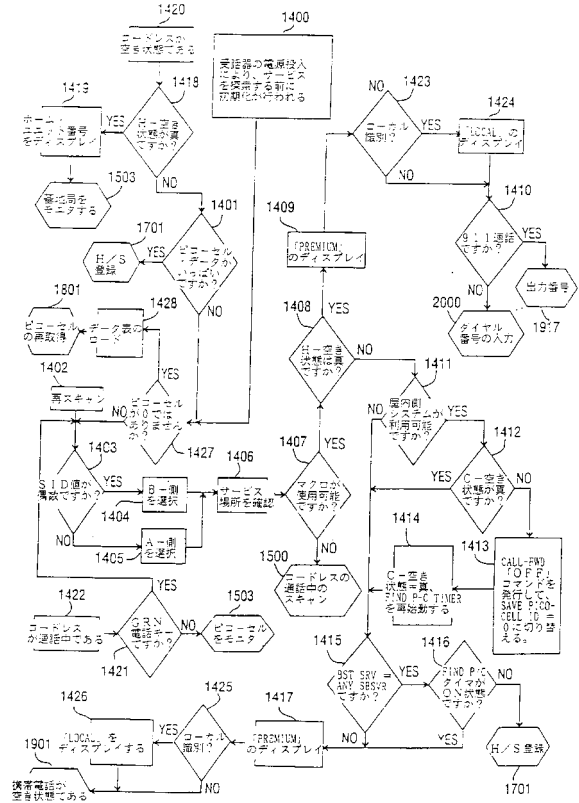 1420
コードレスが
空き状態である
1400
受話器の電源投入
により、サービス
を探索する前に
初期化が行われる
1419
ホーム・
ユニット番号
をディスプレイ
1418
H-空き
状態が真
ですか?
YES
NO
1503
基地局を
モニタする
1423
NO
ローカル
識別?
YES
NO
1424
「LOCAL」の
ディスプレイ
1401
ピコーセル
・データが
いっぱい
ですか?
YES
NO
1701
H/S
登録
1409
「PREMIUM」
のディスプレイ
1410
911通話
ですか?
YES
NO
出力番号
1917
2000
ダイヤル
番号の入力
1801
ピコーセル
の再取得
1428
データ表の
ロード
YES
1408
YES
H-空き
状態は真
ですか?
NO
1402
再スキャン
NO
ピコーセル
が0では
ありません
か?
1427
1411
屋内側
システムが
利用可能
ですか?
NO
YES
1403
SID値が
偶数ですか?
YES
NO
1404
B-側
を選択
1405
A-側
を選択
1406
サービス
場所を確認
1407
YES
マクロが
使用可能
ですか?
NO
1412
C-空き
状態が真
ですか?
YES
NO
1500
コードレスの
通話中の
スキャン
1414
C-空き
状態=真、
FIND P-C TIMER
を再始動する
1413
CALL-FWD
「OFF」
コマンドを
発行して、
SAVE PICO-
CELL ID =
0に切り替
える。
1422
コードレス
が通話中である
YES
GRN
電話キー
ですか?
1421
NO
1503
ピコーセル
をモニタ
1415
BST SRV =
ANY SBSVR
ですか?
YES
NO
1416
FIND P/C
タイマが
ON状態
ですか?
NO
YES
H/S登録
1701
1426
「LOCAL」を
ディスプレイする
1425
YES
ローカル
識別?
NO
1417
「PREMIUM」
のディスプレイ
1901
携帯電話が
空き状態である